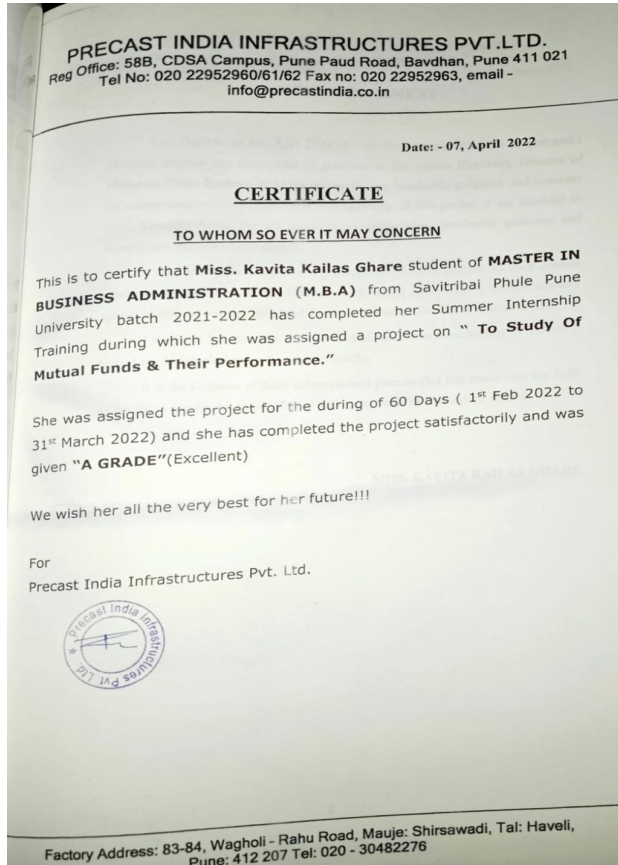 PRECAST INDIA INFRASTRUCTURES PVT.LTD.
Reg Office: 58B, CDSA Campus, Pune Paud Road, Bavdhan, Pune 411 021
Tel No: 020 22952960/61/62 Fax no: 020 22952963, email -
info@precastindia.co.in
Date: - 07, April 2022
CERTIFICATE
TO WHOM SO EVER IT MAY CONCERN
This is to certify that Miss. Kavita Kailas Ghare student of MASTER IN
BUSINESS ADMINISTRATION (M.B.A) from Savitribai Phule Pune
University batch 2021-2022 has completed her Summer Internship
Training during which she was assigned a project on " To Study Of
Mutual Funds & Their Performance."
She was assigned the project for the during of 60 Days ( 1st Feb 2022 to
31st March 2022) and she has completed the project satisfactorily and was
given "A GRADE"(Excellent)
We wish her all the very best for her future!!!
For
Precast India Infrastructures Pvt. Ltd.
Precast India Infrastructures Pvt Ltd.
Factory Address: 83-84, Wagholi - Rahu Road, Mauje: Shirsawadi, Tal: Haveli,
Pune: 412 207 Tel: 020 - 30482276